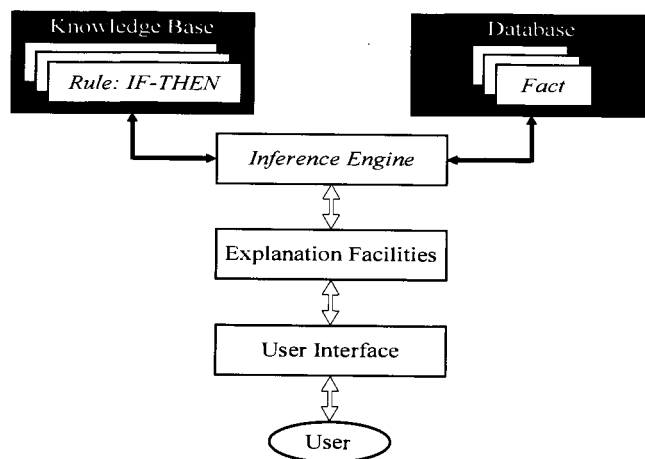 Knowledge Base
Database
Rule: IF-THEN
Fact
Inference Engine
Explanation Facilities
User Interface
User